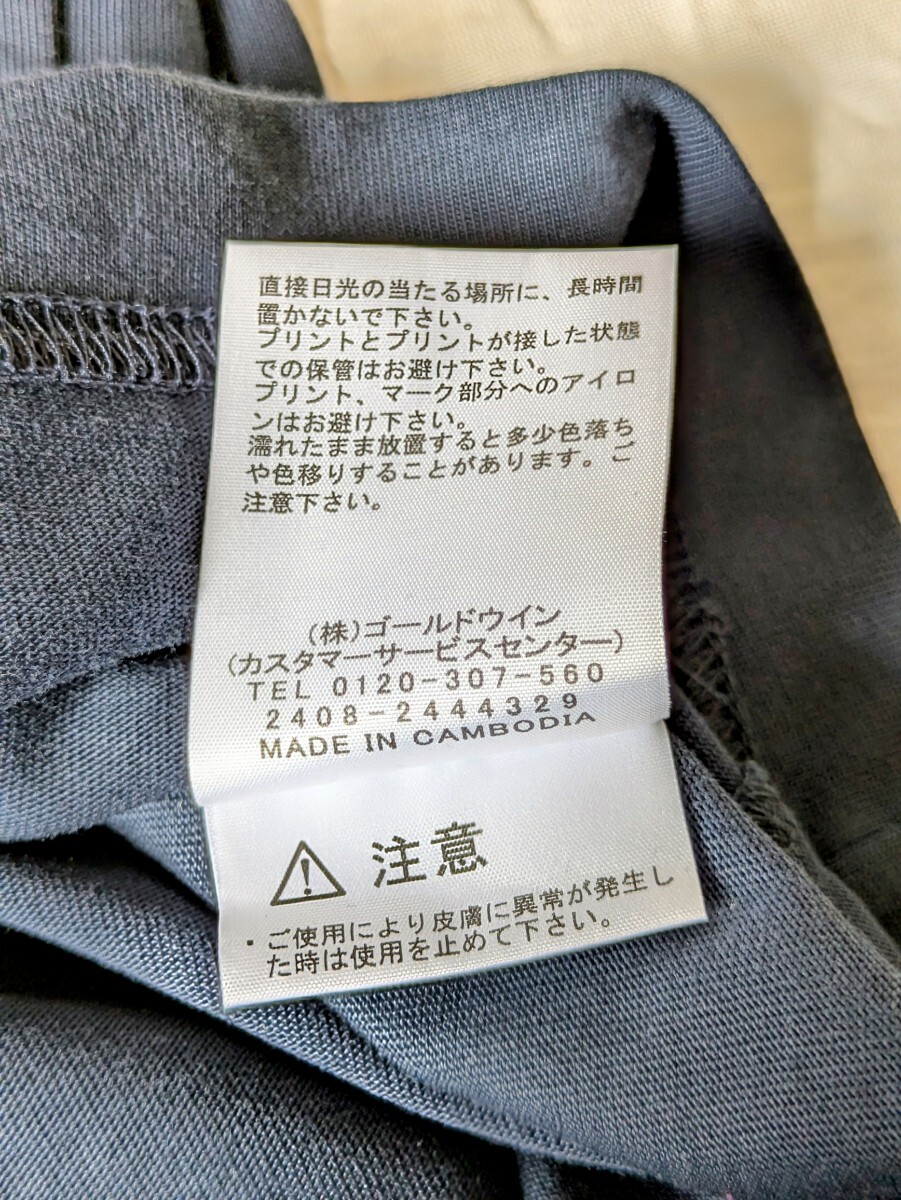 直接日光の当たる場所に、長時間
置かないで下さい。
プリントとプリントが接した状態
での保管はお避け下さい。
プリント、マーク部分へのアイロ
ンはお避け下さい。
濡れたまま放置すると多少色落ち
や色移りすることがあります。ご
注意下さい。
(株)ゴールドウイン
(カスタマーサービスセンター)
TEL 0120-307-560
2408-2444329
MADE IN CAMBODIA
注意
・ご使用により皮膚に異常が発生し
た時は使用を止めて下さい。